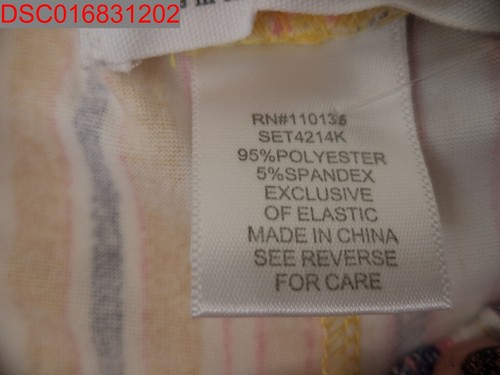 DSC016831202
RN#110135
SET4214K
95%POLYESTER
5%SPANDEX
EXCLUSIVE
OF ELASTIC
MADE IN CHINA
SEE REVERSE
FOR CARE